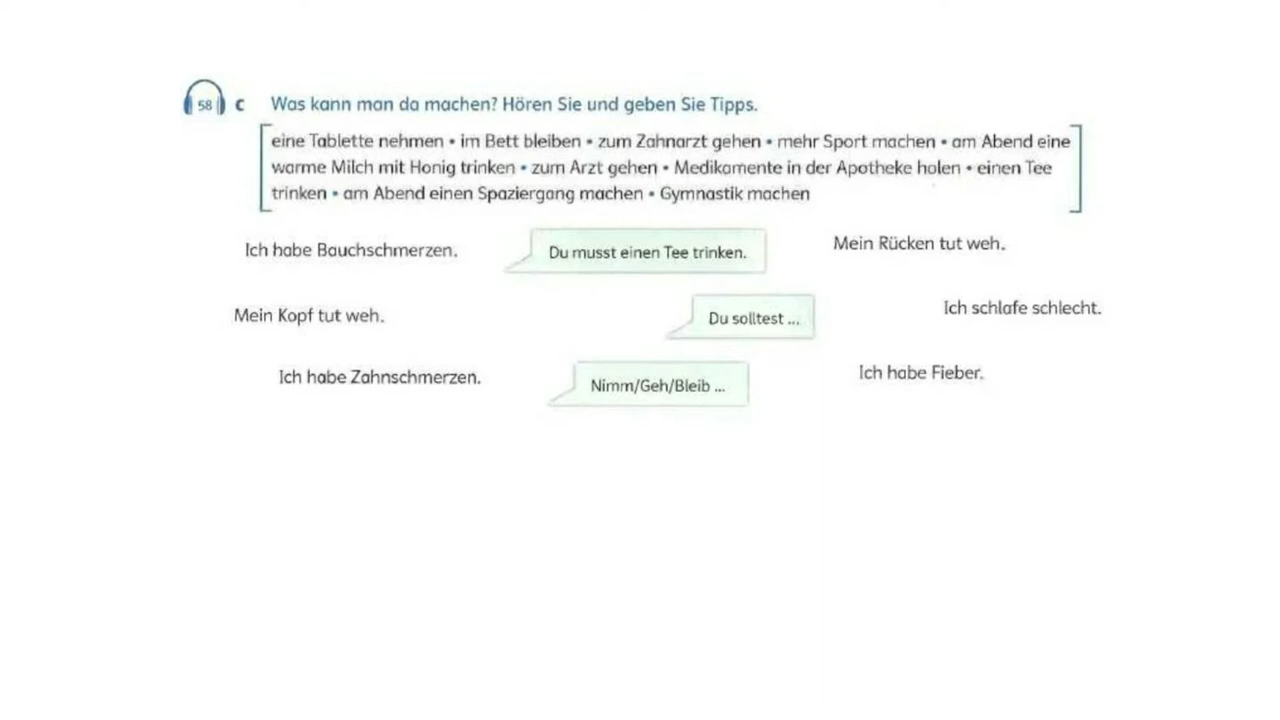 58 C Was kann man da machen? Hören Sie und geben Sie Tipps.
eine Tablette nehmen • im Bett bleiben • zum Zahnarzt gehen • mehr Sport machen • am Abend eine
warme Milch mit Honig trinken • zum Arzt gehen • Medikamente in der Apotheke holen • einen Tee
trinken • am Abend einen Spaziergang machen • Gymnastik machen
Ich habe Bauchschmerzen.
Du musst einen Tee trinken.
Mein Rücken tut weh.
Mein Kopf tut weh.
Du solltest ...
Ich schlafe schlecht.
Ich habe Zahnschmerzen.
Nimm/Geh/Bleib ...
Ich habe Fieber.